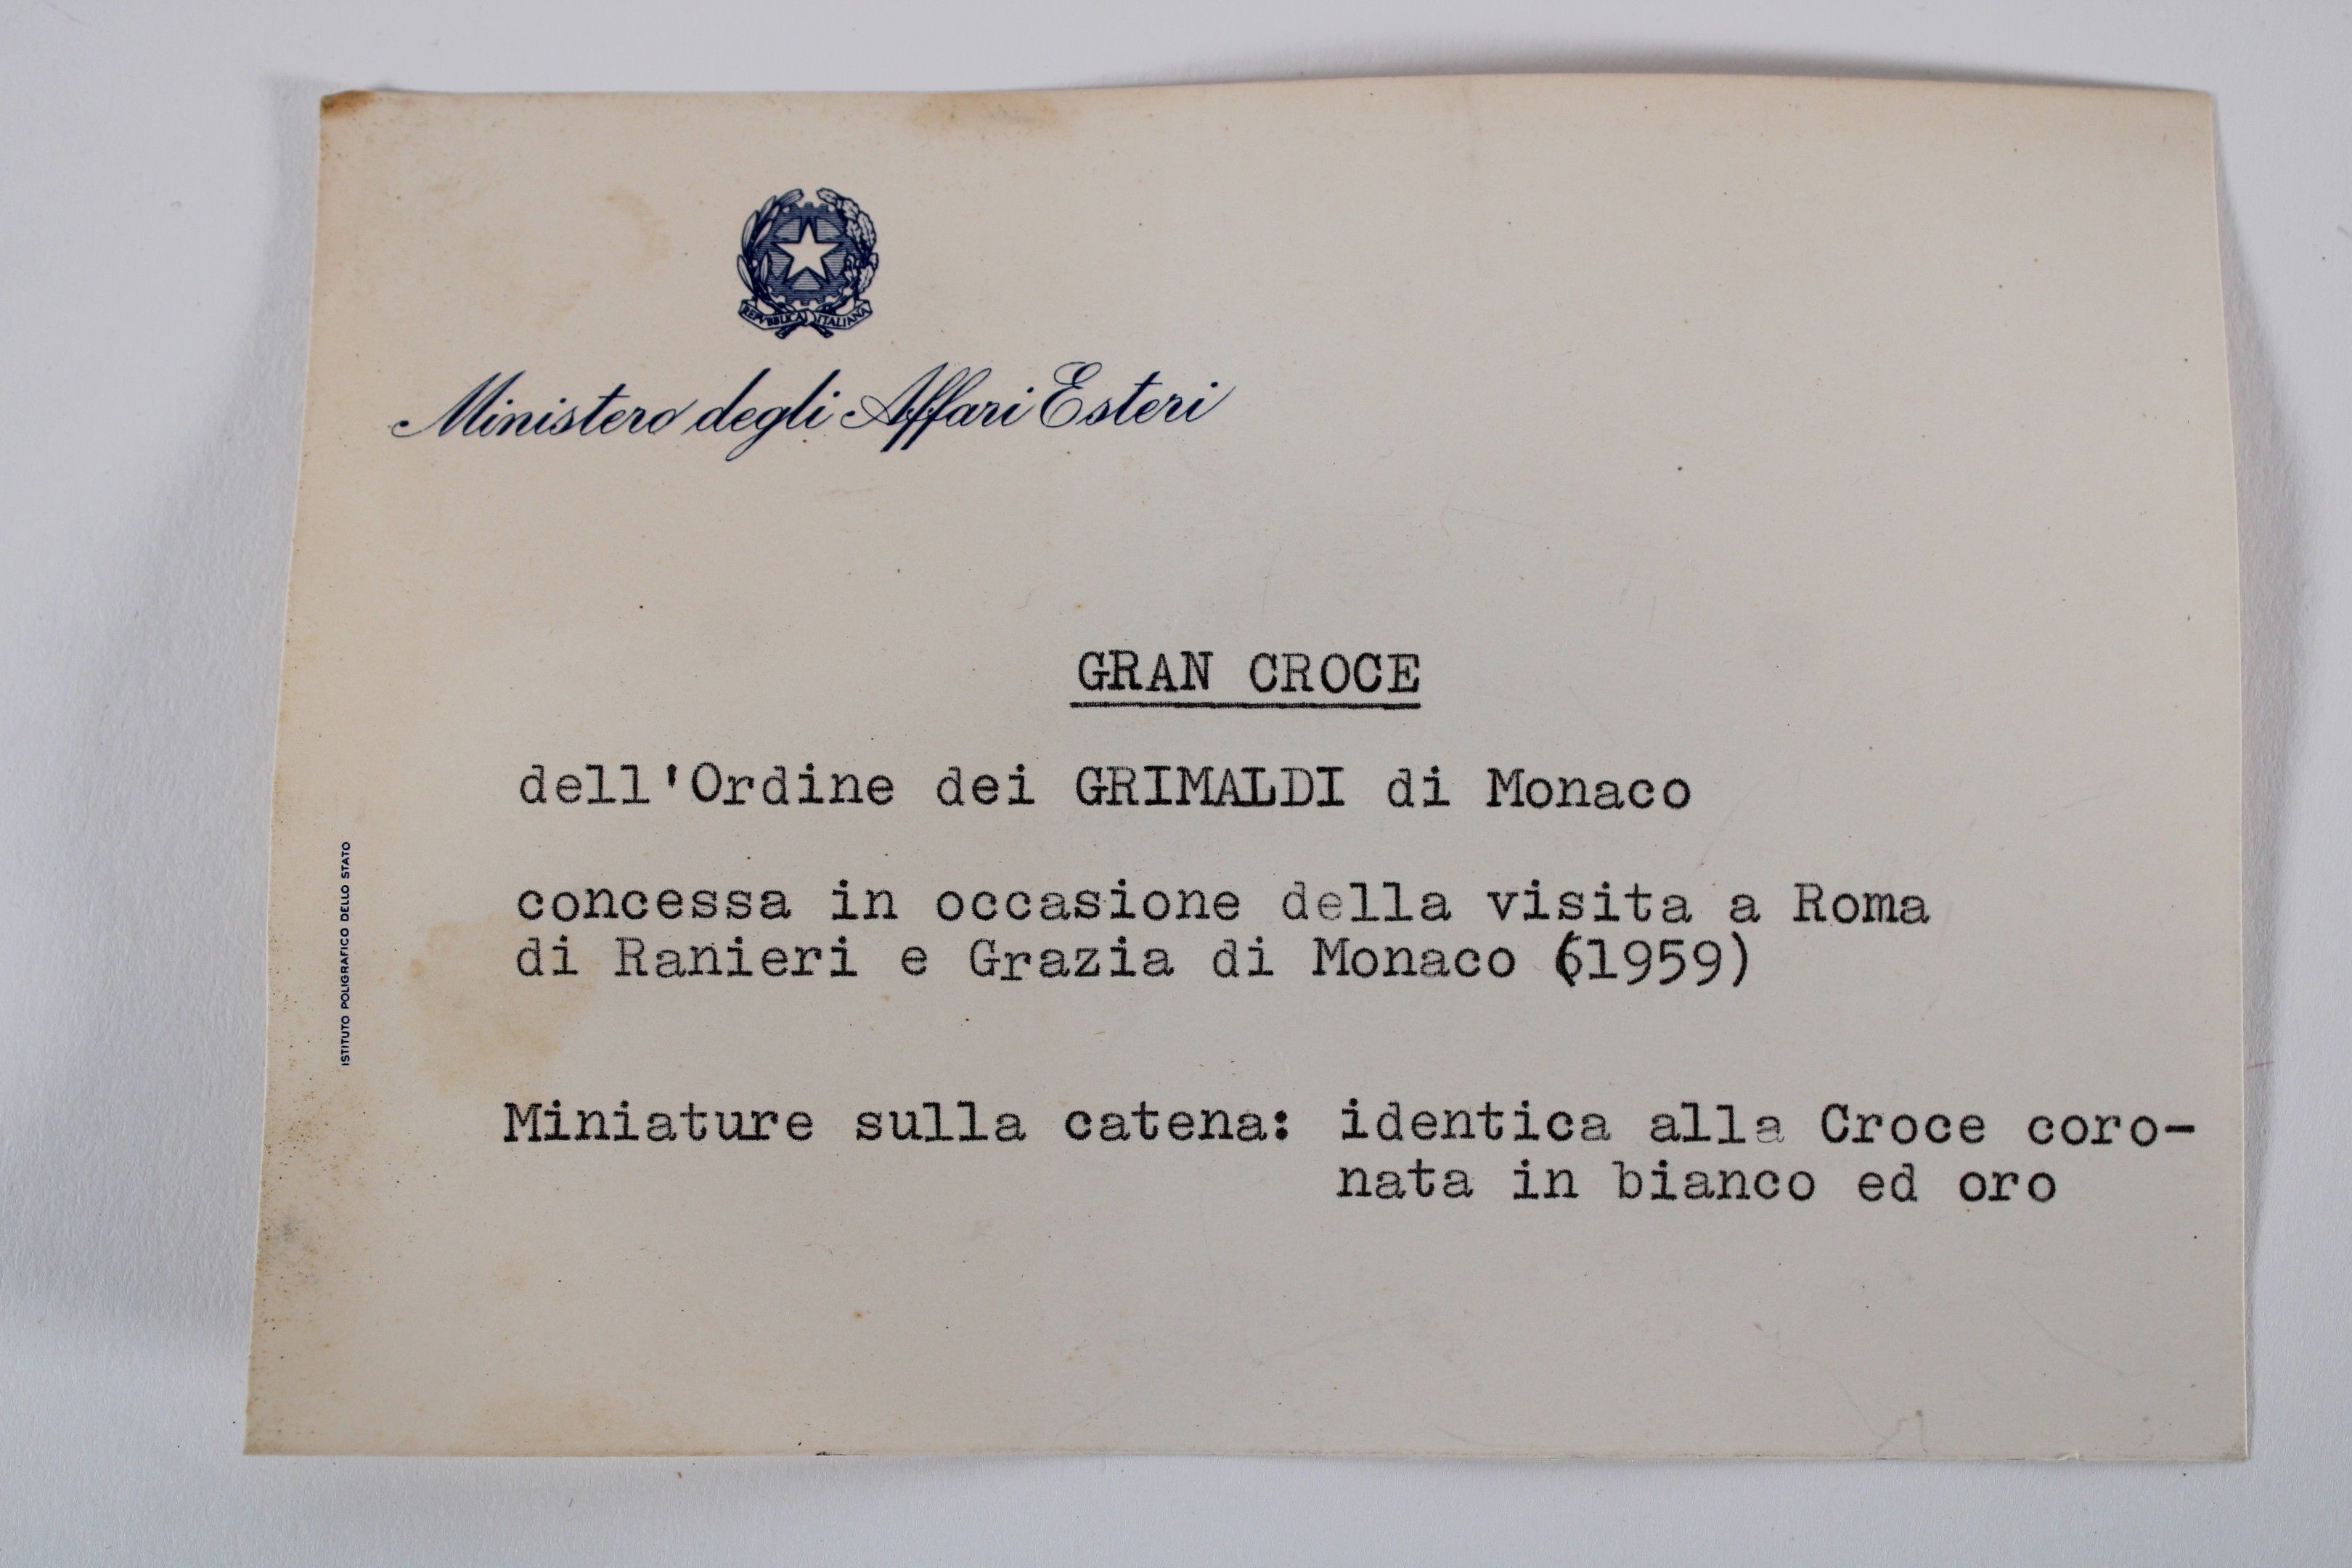 REPVBBLICA ITALIANA
Ministero degli Affari Esteri
GRAN CROCE
dell'Ordine dei GRIMALDI di Monaco
concessa in occasione della visita a Roma
di Ranieri e Grazia di Monaco (1959)
Miniature sulla catena: identica alla Croce coro-
nata in bianco ed oro
ISTITUTO POLIGRAFICO DELLO STATO